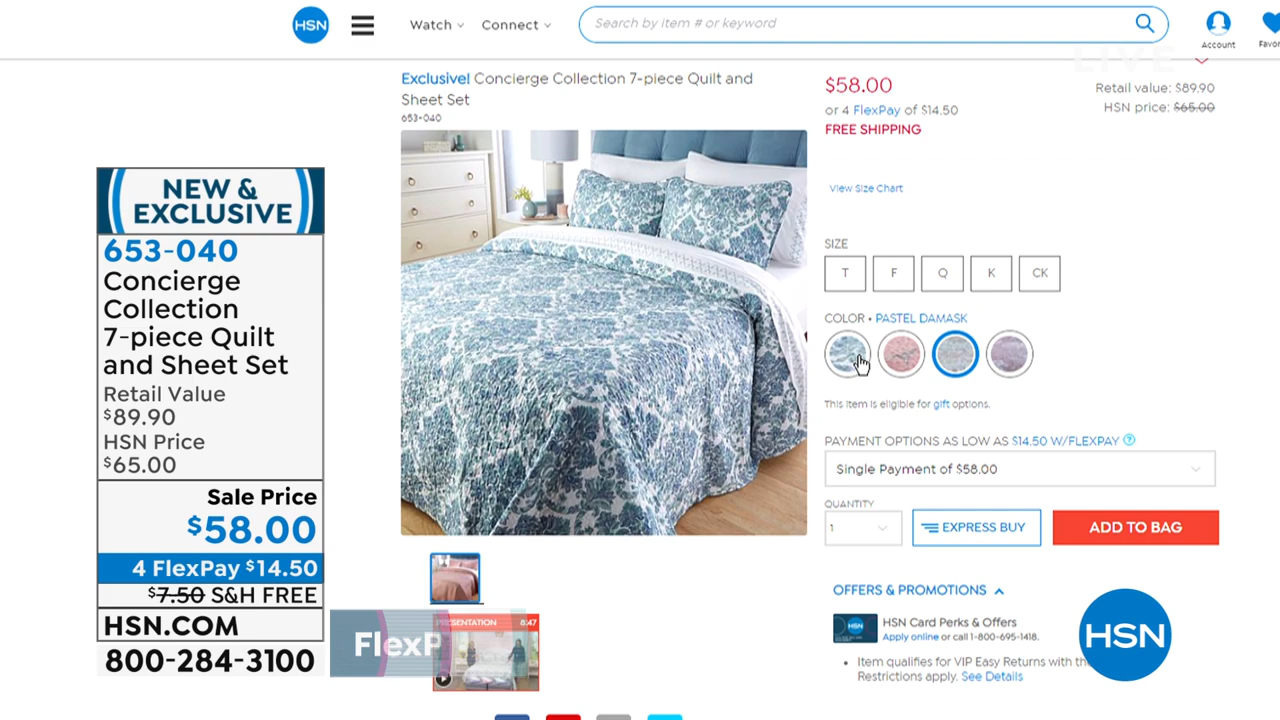 HSN
Watch
Connect
Search by item # or keyword
Account
LIVE
Exclusive! Concierge Collection 7-piece Quilt and
Sheet Set
653-040
$58.00
or 4 FlexPay of $14.50
FREE SHIPPING
Retail value: $89.90
HSN price: $65.00
View Size Chart
SIZE
T F Q K CK
COLOR • PASTEL DAMASK
This item is eligible for gift options.
PAYMENT OPTIONS AS LOW AS $14.50 W/FLEXPAY ?
Single Payment of $58.00
QUANTITY
1
EXPRESS BUY
ADD TO BAG
OFFERS & PROMOTIONS
HSN
HSN Card Perks & Offers
Apply online or call 1-800-695-1418.
• Item qualifies for VIP Easy Returns with
Restrictions apply. See Details
HSN
NEW &
EXCLUSIVE
653-040
Concierge
Collection
7-piece Quilt
and Sheet Set
Retail Value
$89.90
HSN Price
$65.00
Sale Price
$58.00
4 FlexPay $14.50
$7.50 S&H FREE
HSN.COM
800-284-3100
FlexP
PRESENTATION 8:47